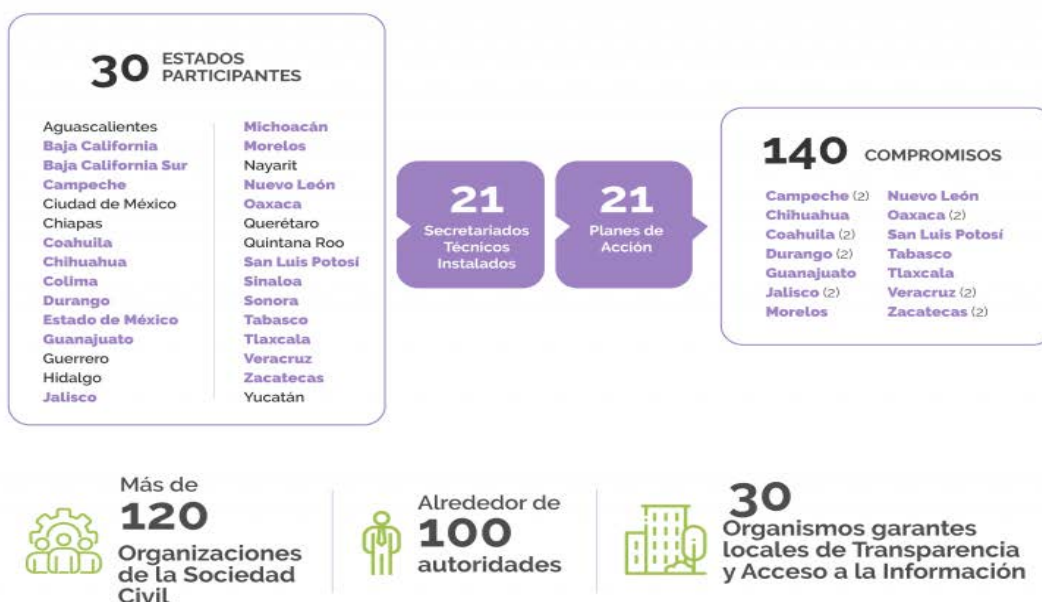 30 ESTADOS
PARTICIPANTES
Aguascalientes
Baja California
Baja California Sur
Campeche
Ciudad de México
Chiapas
Coahuila
Chihuahua
Colima
Durango
Estado de México
Guanajuato
Guerrero
Hidalgo
Jalisco
Michoacán
Morelos
Nayarit
Nuevo León
Oaxaca
Querétaro
Quintana Roo
San Luis Potosí
Sinaloa
Sonora
Tabasco
Tlaxcala
Veracruz
Zacatecas
Yucatán
21
Secretariados
Técnicos
Instalados
21
Planes de
Acción
140 COMPROMISOS
Campeche (2)
Chihuahua
Coahuila (2)
Durango (2)
Guanajuato
Jalisco (2)
Morelos
Nuevo León
Oaxaca (2)
San Luis Potosí
Tabasco
Tlaxcala
Veracruz (2)
Zacatecas (2)
Más de
120
Organizaciones
de la Sociedad
Civil
Alrededor de
100
autoridades
30
Organismos garantes
locales de Transparencia
y Acceso a la Información